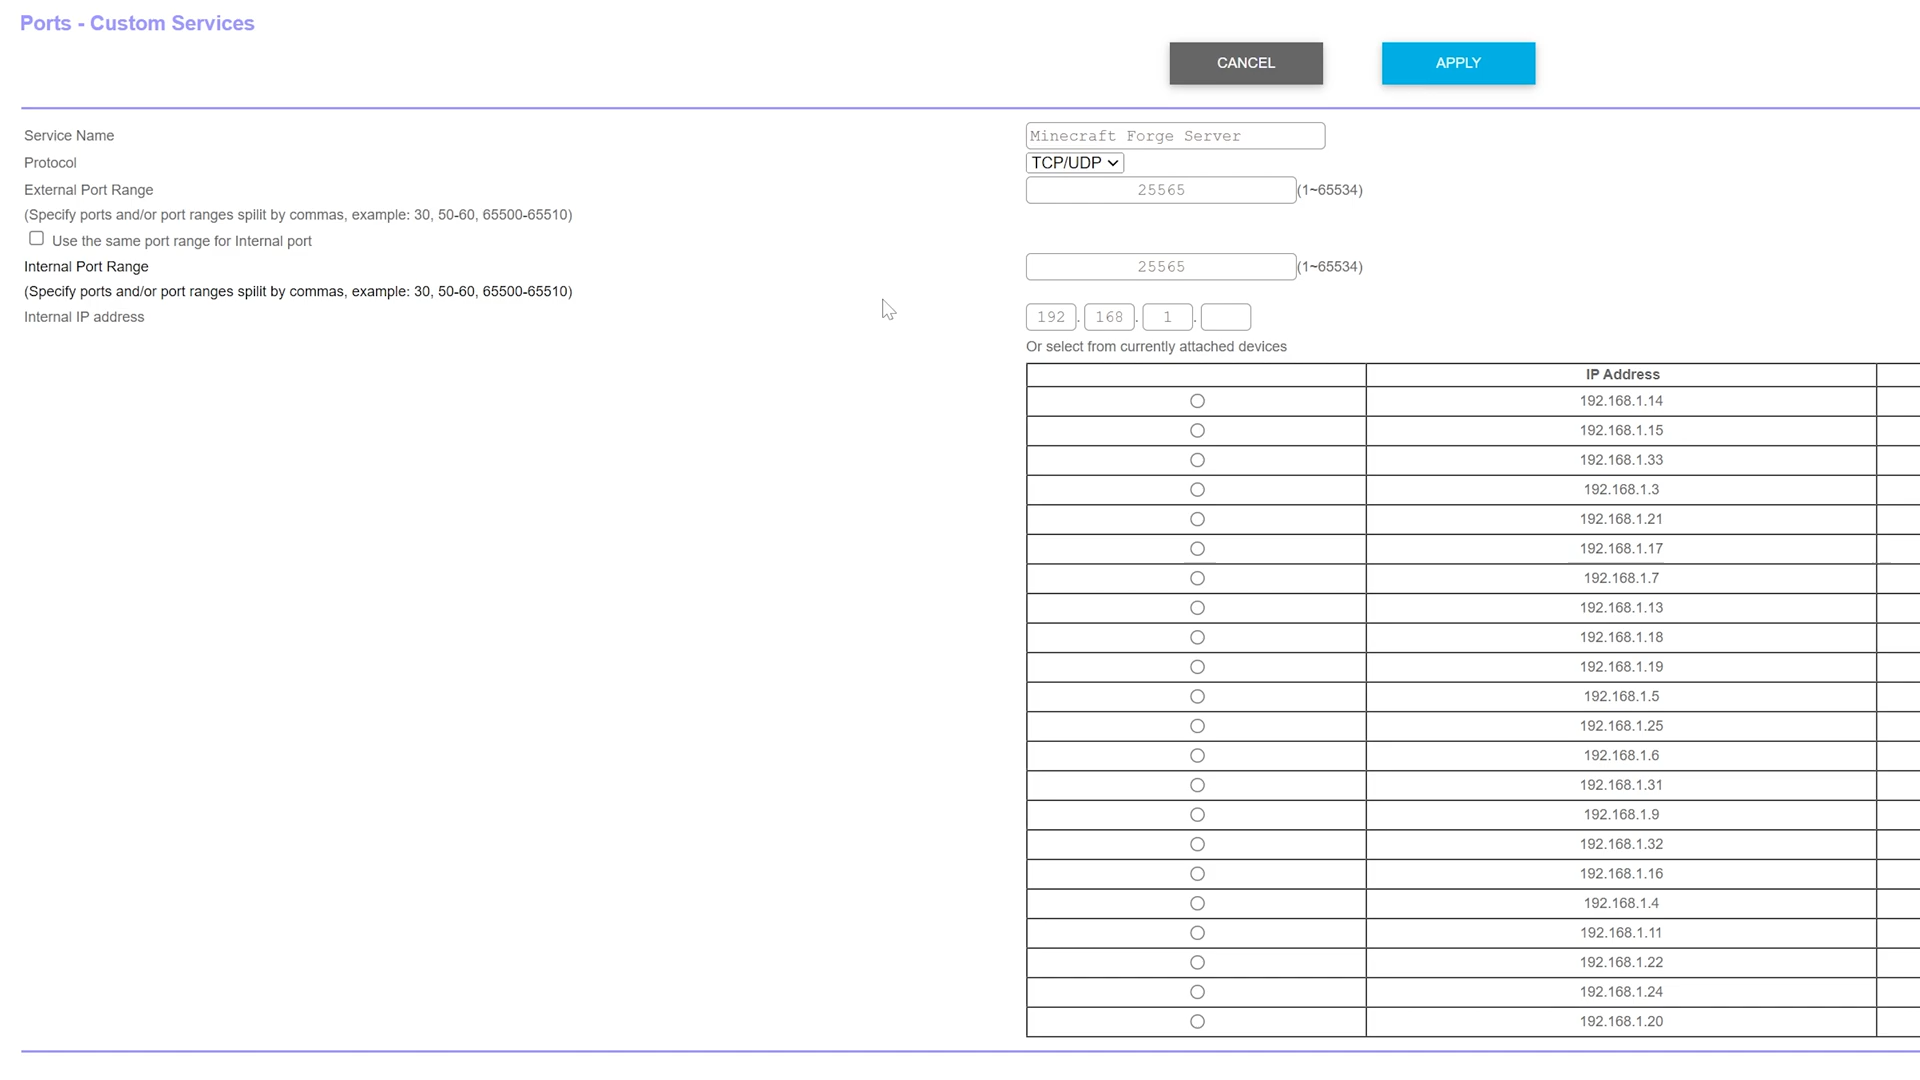 Ports - Custom Services
CANCEL
APPLY
Service Name
Minecraft Forge Server
Protocol
TCP/UDP
External Port Range
25565
(1~65534)
(Specify ports and/or port ranges spilit by commas, example: 30, 50-60, 65500-65510)
Use the same port range for Internal port
Internal Port Range
25565
(1~65534)
(Specify ports and/or port ranges spilit by commas, example: 30, 50-60, 65500-65510)
Internal IP address
192 . 168 . 1 .
Or select from currently attached devices
IP Address
192.168.1.14
192.168.1.15
192.168.1.33
192.168.1.3
192.168.1.21
192.168.1.17
192.168.1.7
192.168.1.13
192.168.1.18
192.168.1.19
192.168.1.5
192.168.1.25
192.168.1.6
192.168.1.31
192.168.1.9
192.168.1.32
192.168.1.16
192.168.1.4
192.168.1.11
192.168.1.22
192.168.1.24
192.168.1.20